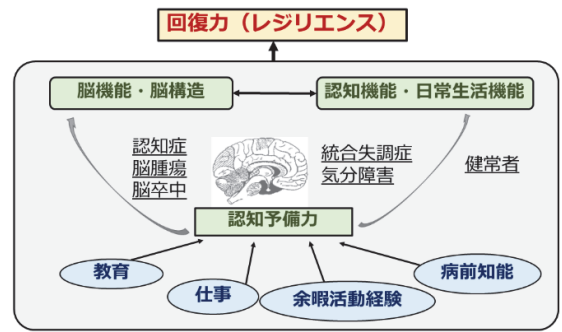 回復力（レジリエンス）
脳機能・脳構造
認知機能・日常生活機能
認知症
脳腫瘍
脳卒中
統合失調症
気分障害
健常者
認知予備力
教育
仕事
余暇活動経験
病前知能